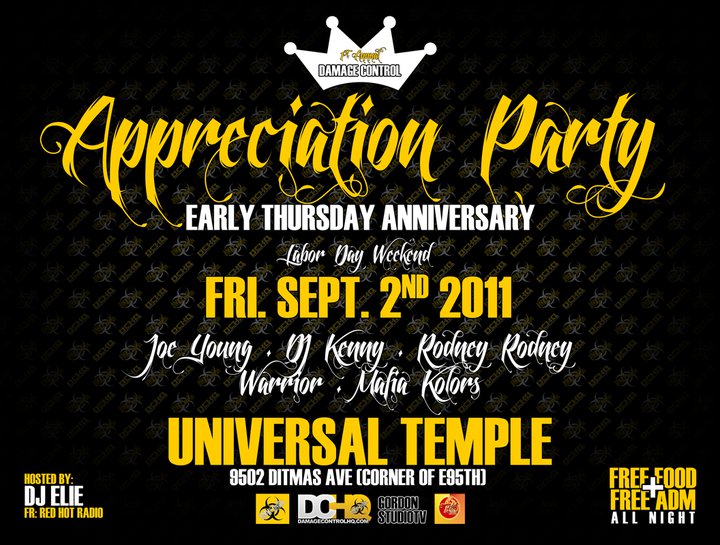 1st Annual
DAMAGE CONTROL
Appreciation Party
EARLY THURSDAY ANNIVERSARY
Labor Day Weekend
FRI. SEPT. 2ND 2011
Joe Young . DJ Kenny . Rodney Rodney
Warrior . Mafia Kolors
UNIVERSAL TEMPLE
9502 DITMAS AVE (CORNER OF E95TH)
HOSTED BY:
DJ ELIE
FR: RED HOT RADIO
DCHQ
DAMAGECONTROLHQ.COM
GORDON
STUDIOTV
FREE FOOD
+
FREE ADM
ALL NIGHT